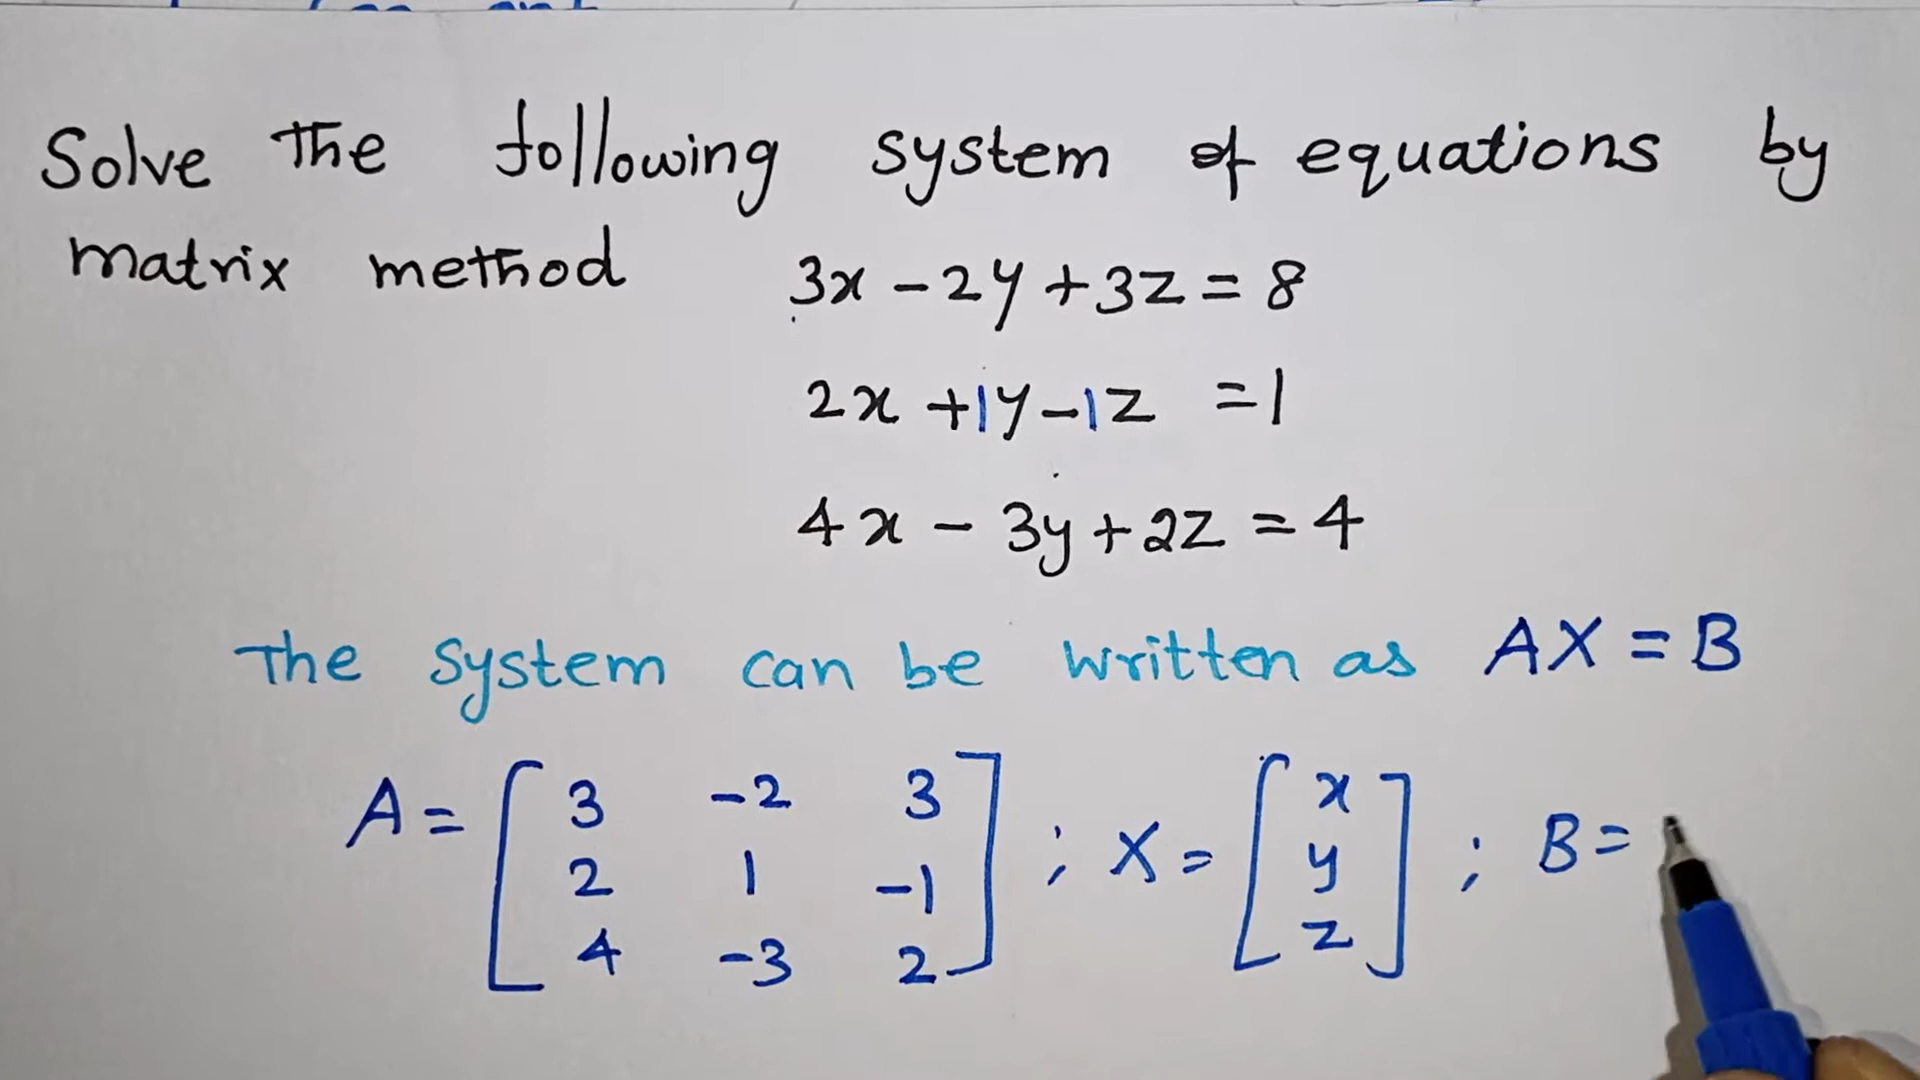 Solve The following system of equations by
matrix method
3x - 2y + 3z = 8
2x + 1y - 1z = 1
4x - 3y + 2z = 4
The system can be written as AX = B
A = [ 3 -2 3 ; X = [ x ; B =
2 1 -1 y
4 -3 2 ] z ]